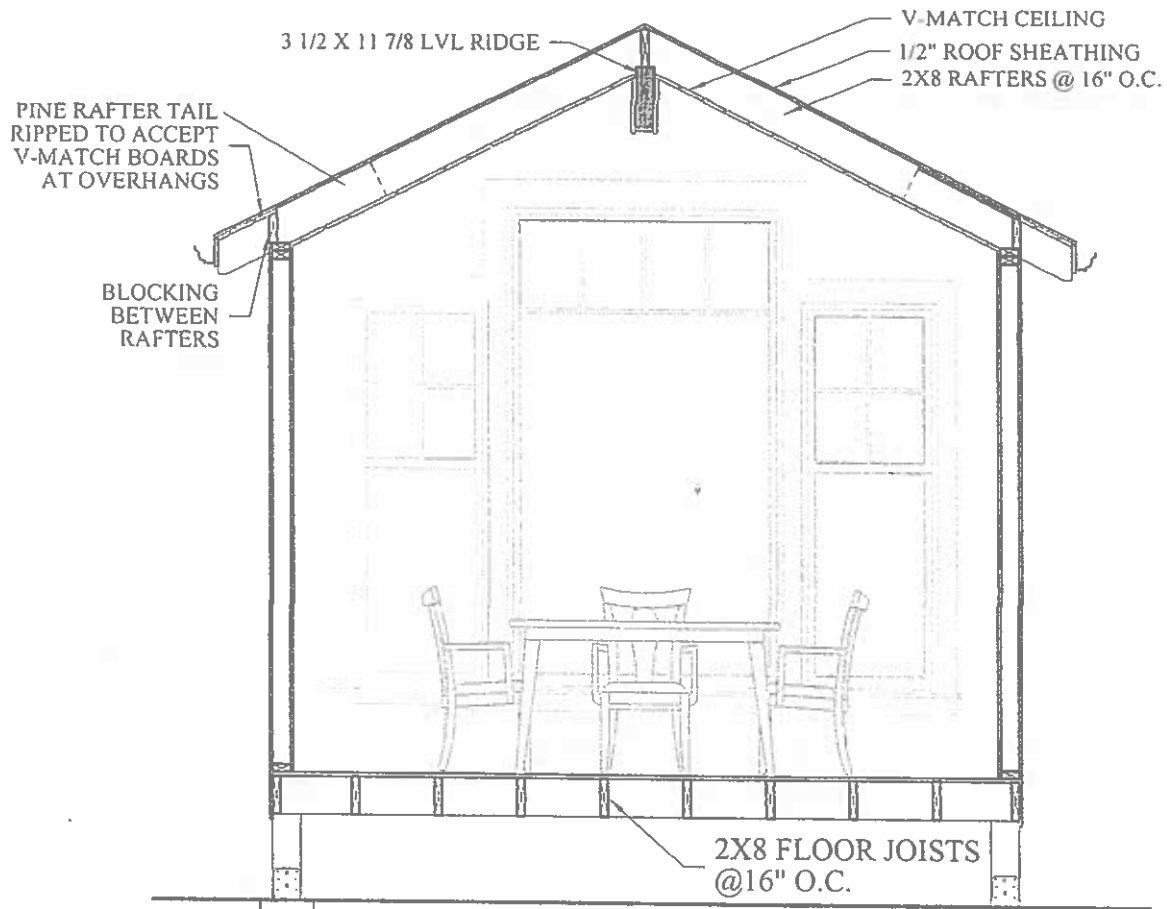 3 1/2 X 11 7/8 LVL RIDGE
V-MATCH CEILING
1/2" ROOF SHEATHING
2X8 RAFTERS @ 16" O.C.
PINE RAFTER TAIL
RIPPED TO ACCEPT
V-MATCH BOARDS
AT OVERHANGS
BLOCKING
BETWEEN
RAFTERS
2X8 FLOOR JOISTS
@16" O.C.